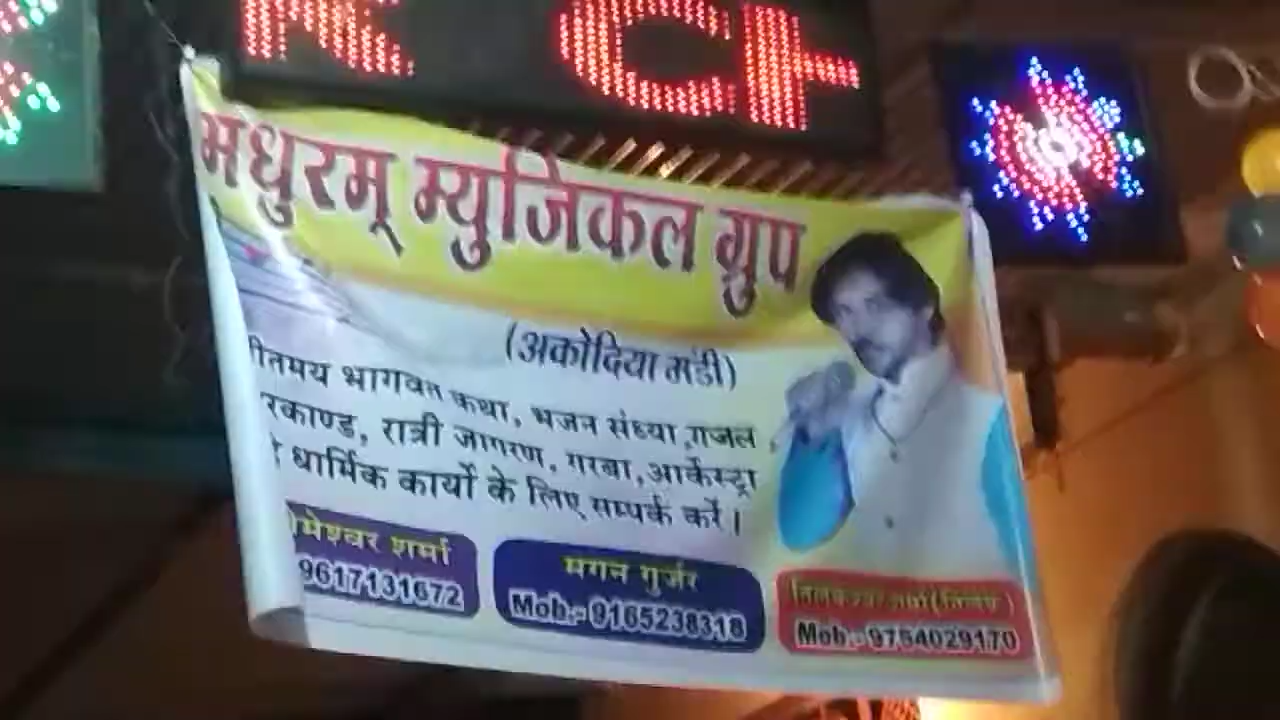 मधुरम् म्युजिकल ग्रुप
(अकोदिया मंडी)
गीतमय भागवत कथा, भजन संध्या, गजल,
रकाण्ड, रात्री जागरण, गरबा, आर्केस्ट्रा
धार्मिक कार्यो के लिए सम्पर्क करें।
मेश्वर शर्मा
9617131672
मगन गुर्जर
Mob.- 9165238318
Mob.- 9754029170